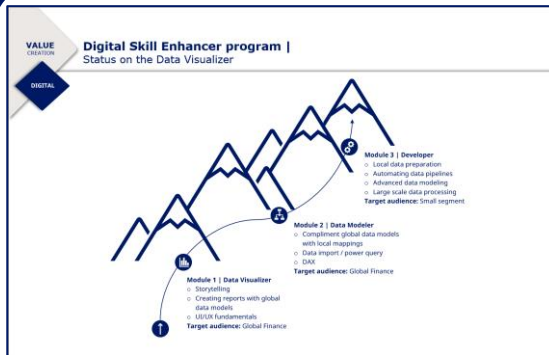 VALUE
CREATION
DIGITAL
Digital Skill Enhancer program |
Status on the Data Visualizer
Module 3 | Developer
o Local data preparation
o Automating data pipelines
o Advanced data modeling
o Large scale data processing
Target audience: Small segment
Module 2 | Data Modeler
o Compliment global data models
with local mappings
o Data import / power query
o DAX
Target audience: Global Finance
Module 1 | Data Visualizer
o Storytelling
o Creating reports with global
data models
o UI/UX fundamentals
Target audience: Global Finance